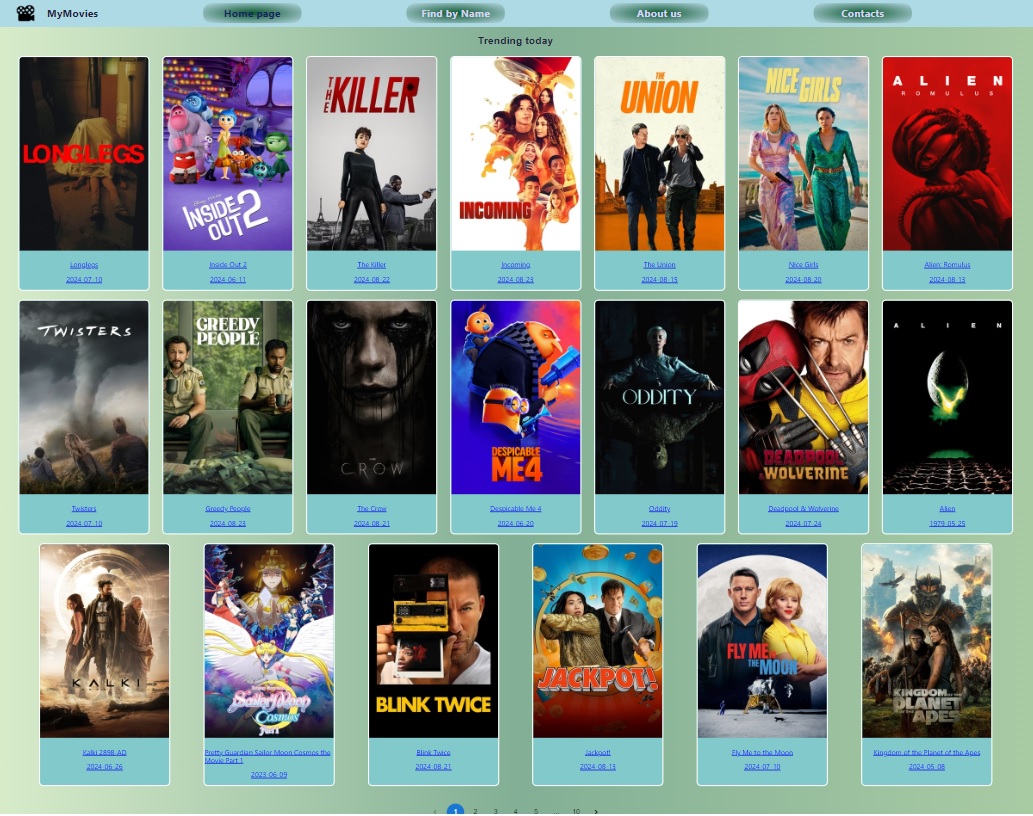 MyMovies
Home page
Find by Name
About us
Contacts
Trending today
LONGLEGS
INSIDE OUT 2
THE KILLER
INCOMING
THE UNION
NICE GIRLS
ALIEN
ROMULUS
Longlegs
Inside Out 2
The Killer
Incoming
The Union
Nice Girls
Alien: Romulus
2024-07-10
2024-06-11
2024-08-22
2024-08-23
2024-08-15
2024-08-20
2024-08-13
TWISTERS
GREEDY PEOPLE
CROW
DESPICABLE ME 4
ODDITY
DEADPOOL & WOLVERINE
ALIEN
Twisters
Greedy People
The Crow
Despicable Me 4
Oddity
Deadpool & Wolverine
Alien
2024-07-10
2024-08-23
2024-08-21
2024-06-20
2024-07-19
2024-07-24
1979-05-25
KALKI
Sailor Moon
Cosmos
BLINK TWICE
JACKPOT!
FLY ME TO THE MOON
KINGDOM OF THE PLANET OF THE APES
Kalki 2898-AD
Pretty Guardian Sailor Moon Cosmos the
Movie Part 1
Blink Twice
Jackpot!
Fly Me to the Moon
Kingdom of the Planet of the Apes
2024-06-26
2023-06-09
2024-08-21
2024-08-13
2024-07-10
2024-05-08
‹ 1 2 3 4 5 ... 10 ›